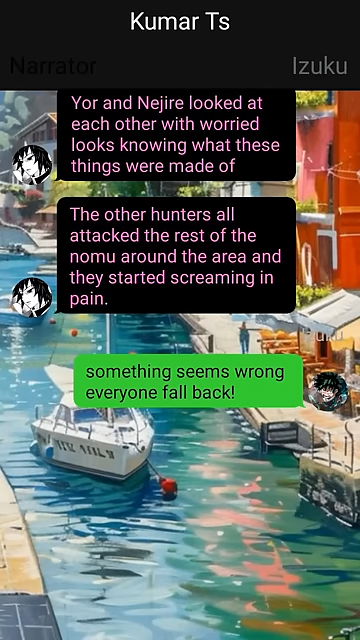 Kumar Ts
Narrator
Izuku
Yor and Nejire looked at
each other with worried
looks knowing what these
things were made of
The other hunters all
attacked the rest of the
nomu around the area and
they started screaming in
pain.
something seems wrong
everyone fall back!